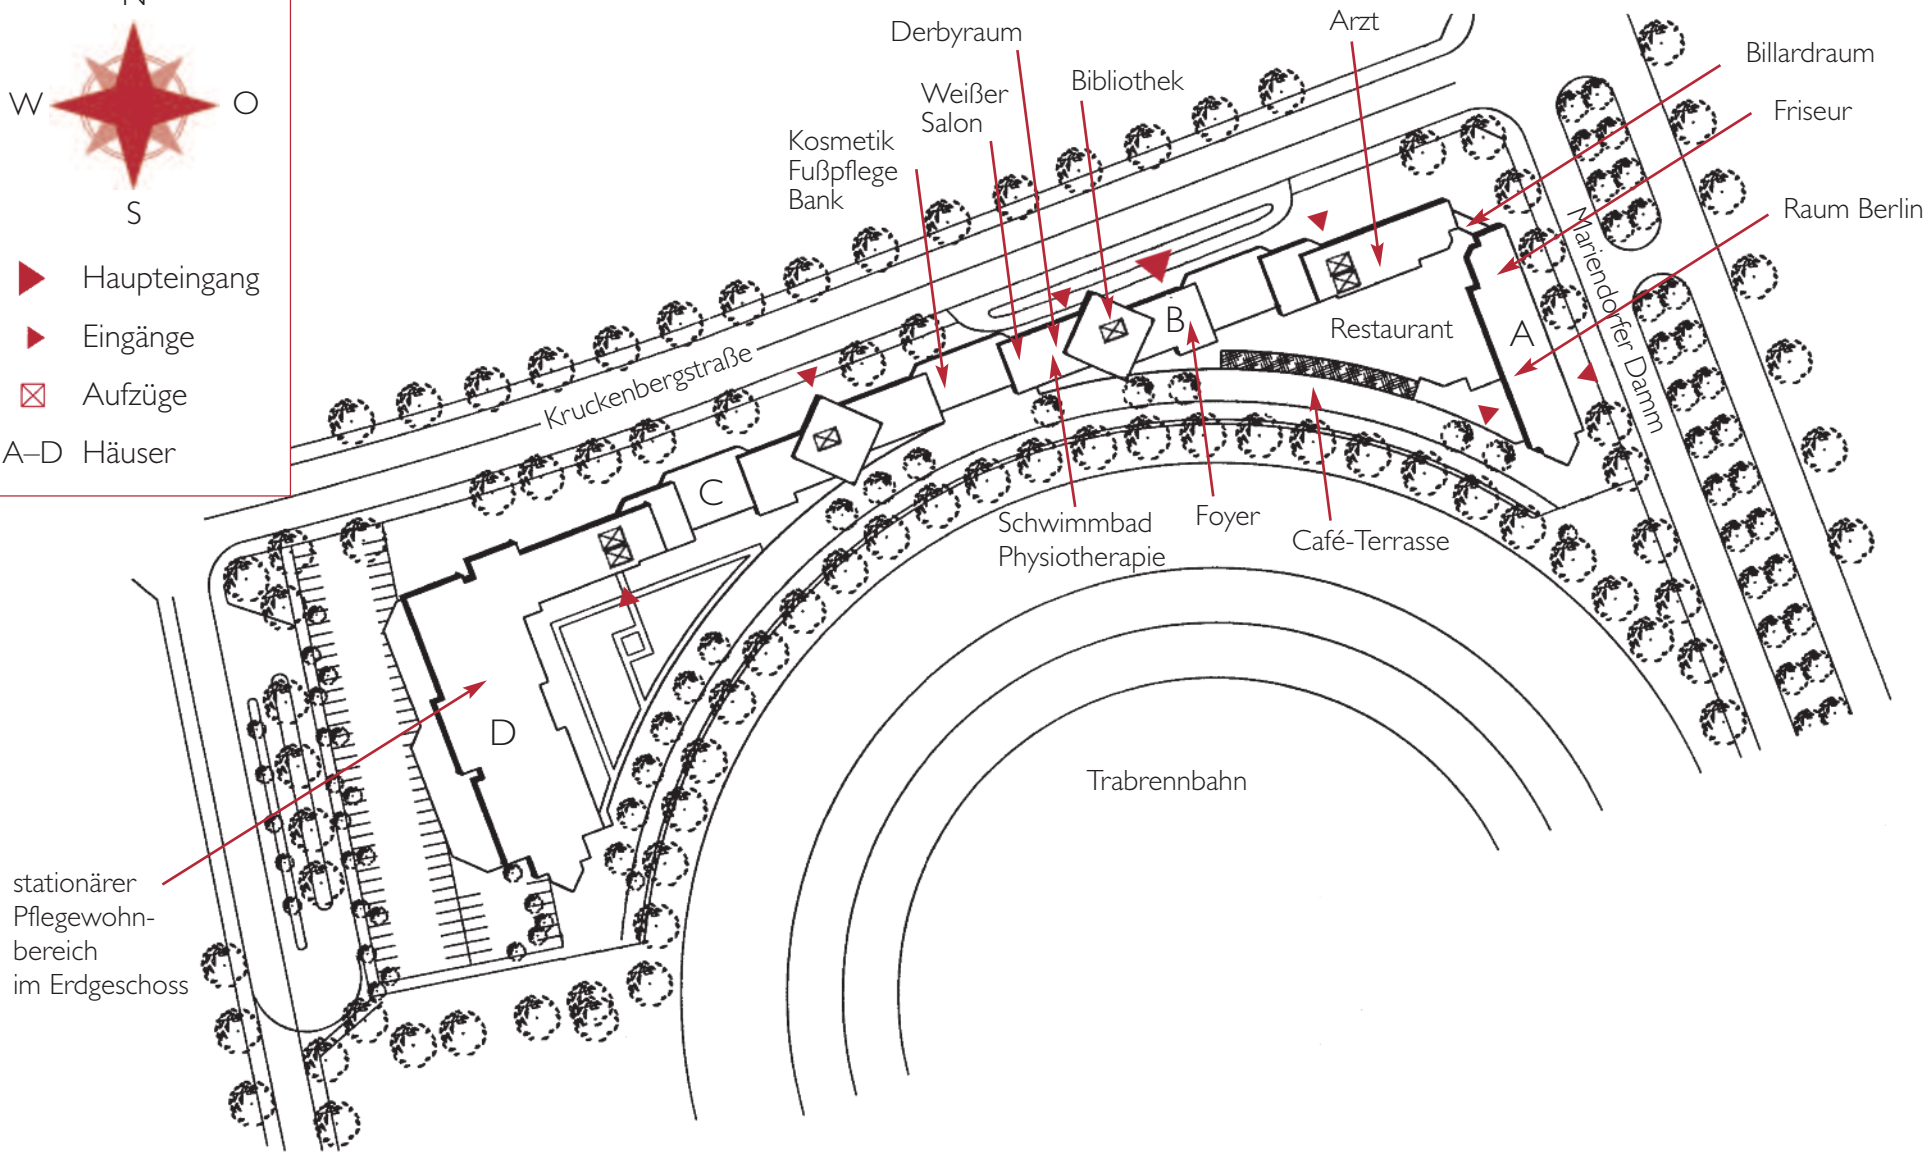 N
W
O
S
Haupteingang
Eingänge
Aufzüge
A–D Häuser
Derbyraum
Arzt
Billardraum
Weißer
Salon
Bibliothek
Friseur
Kosmetik
Fußpflege
Bank
Raum Berlin
Mariendorfer Damm
Kruckenbergstraße
B
Restaurant
A
C
Schwimmbad
Physiotherapie
Foyer
Café-Terrasse
D
Trabrennbahn
stationärer
Pflegewohn-
bereich
im Erdgeschoss